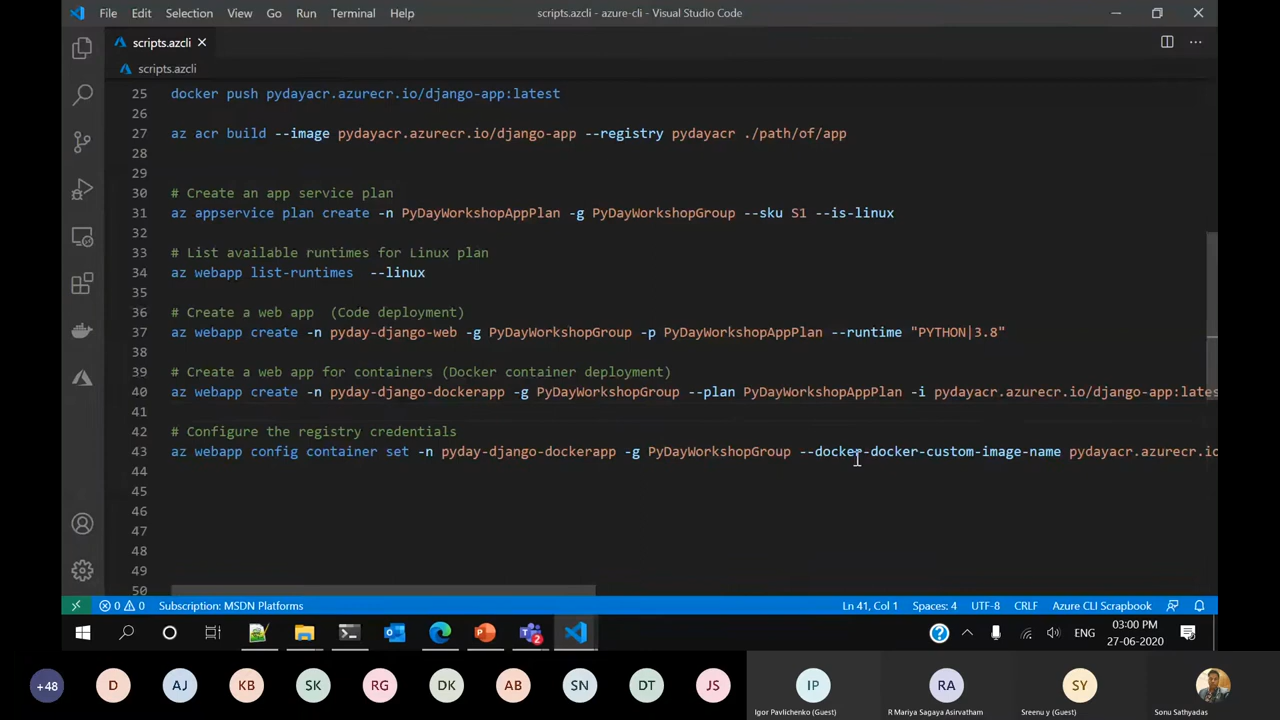 File Edit Selection View Go Run Terminal Help scripts.azcli - azure-cli - Visual Studio Code
scripts.azcli
scripts.azcli
25 docker push pydayacr.azurecr.io/django-app:latest
26
27 az acr build --image pydayacr.azurecr.io/django-app --registry pydayacr ./path/of/app
28
29
30 # Create an app service plan
31 az appservice plan create -n PyDayWorkshopAppPlan -g PyDayWorkshopGroup --sku S1 --is-linux
32
33 # List available runtimes for Linux plan
34 az webapp list-runtimes --linux
35
36 # Create a web app (Code deployment)
37 az webapp create -n pyday-django-web -g PyDayWorkshopGroup -p PyDayWorkshopAppPlan --runtime "PYTHON|3.8"
38
39 # Create a web app for containers (Docker container deployment)
40 az webapp create -n pyday-django-dockerapp -g PyDayWorkshopGroup --plan PyDayWorkshopAppPlan -i pydayacr.azurecr.io/django-app:lates
41
42 # Configure the registry credentials
43 az webapp config container set -n pyday-django-dockerapp -g PyDayWorkshopGroup --docker-docker-custom-image-name pydayacr.azurecr.io
44
45
46
47
48
49
50
0 0 Subscription: MSDN Platforms Ln 41, Col 1 Spaces: 4 UTF-8 CRLF Azure CLI Scrapbook
2 ENG 03:00 PM
27-06-2020
+48 D AJ KB SK RG DK AB SN DT JS IP RA SY
Igor Pavlichenko (Guest) R Mariya Sagaya Asirvatham Sreenu y (Guest) Sonu Sathyadas